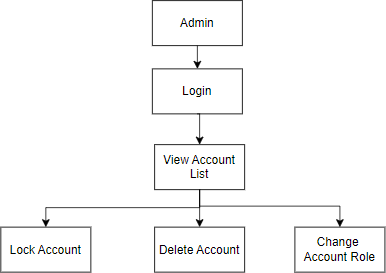 Admin
Login
View Account
List
Lock Account
Delete Account
Change
Account Role